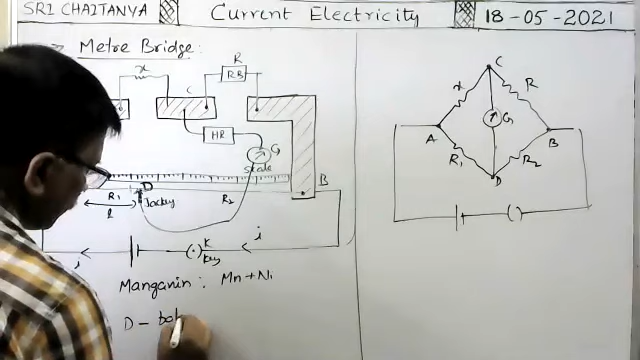 SRI CHAITANYA
Current Electricity
18-05-2021
Metre Bridge:
x
R
RB
C
HR
G
Scale
D
Jockey
R1
l
R2
B
i
K
key
i
Manganin: Mn+Ni
D -
C
x
R
G
A
B
R1
R2
D